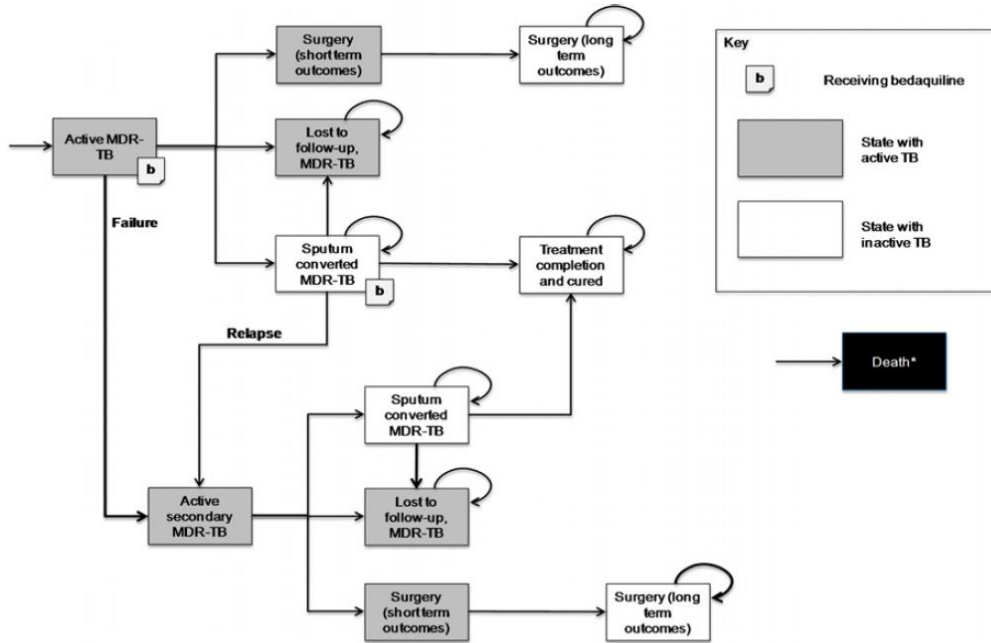 Surgery
(short term
outcomes)
Surgery (long
term
outcomes)
Key
b
Receiving bedaquiline
Active MDR-
TB
b
Lost to
follow-up,
MDR-TB
State with
active TB
Failure
Sputum
converted
MDR-TB
b
Treatment
completion
and cured
State with
inactive TB
Relapse
Death*
Sputum
converted
MDR-TB
Active
secondary
MDR-TB
Lost to
follow-up,
MDR-TB
Surgery
(short term
outcomes)
Surgery (long
term
outcomes)